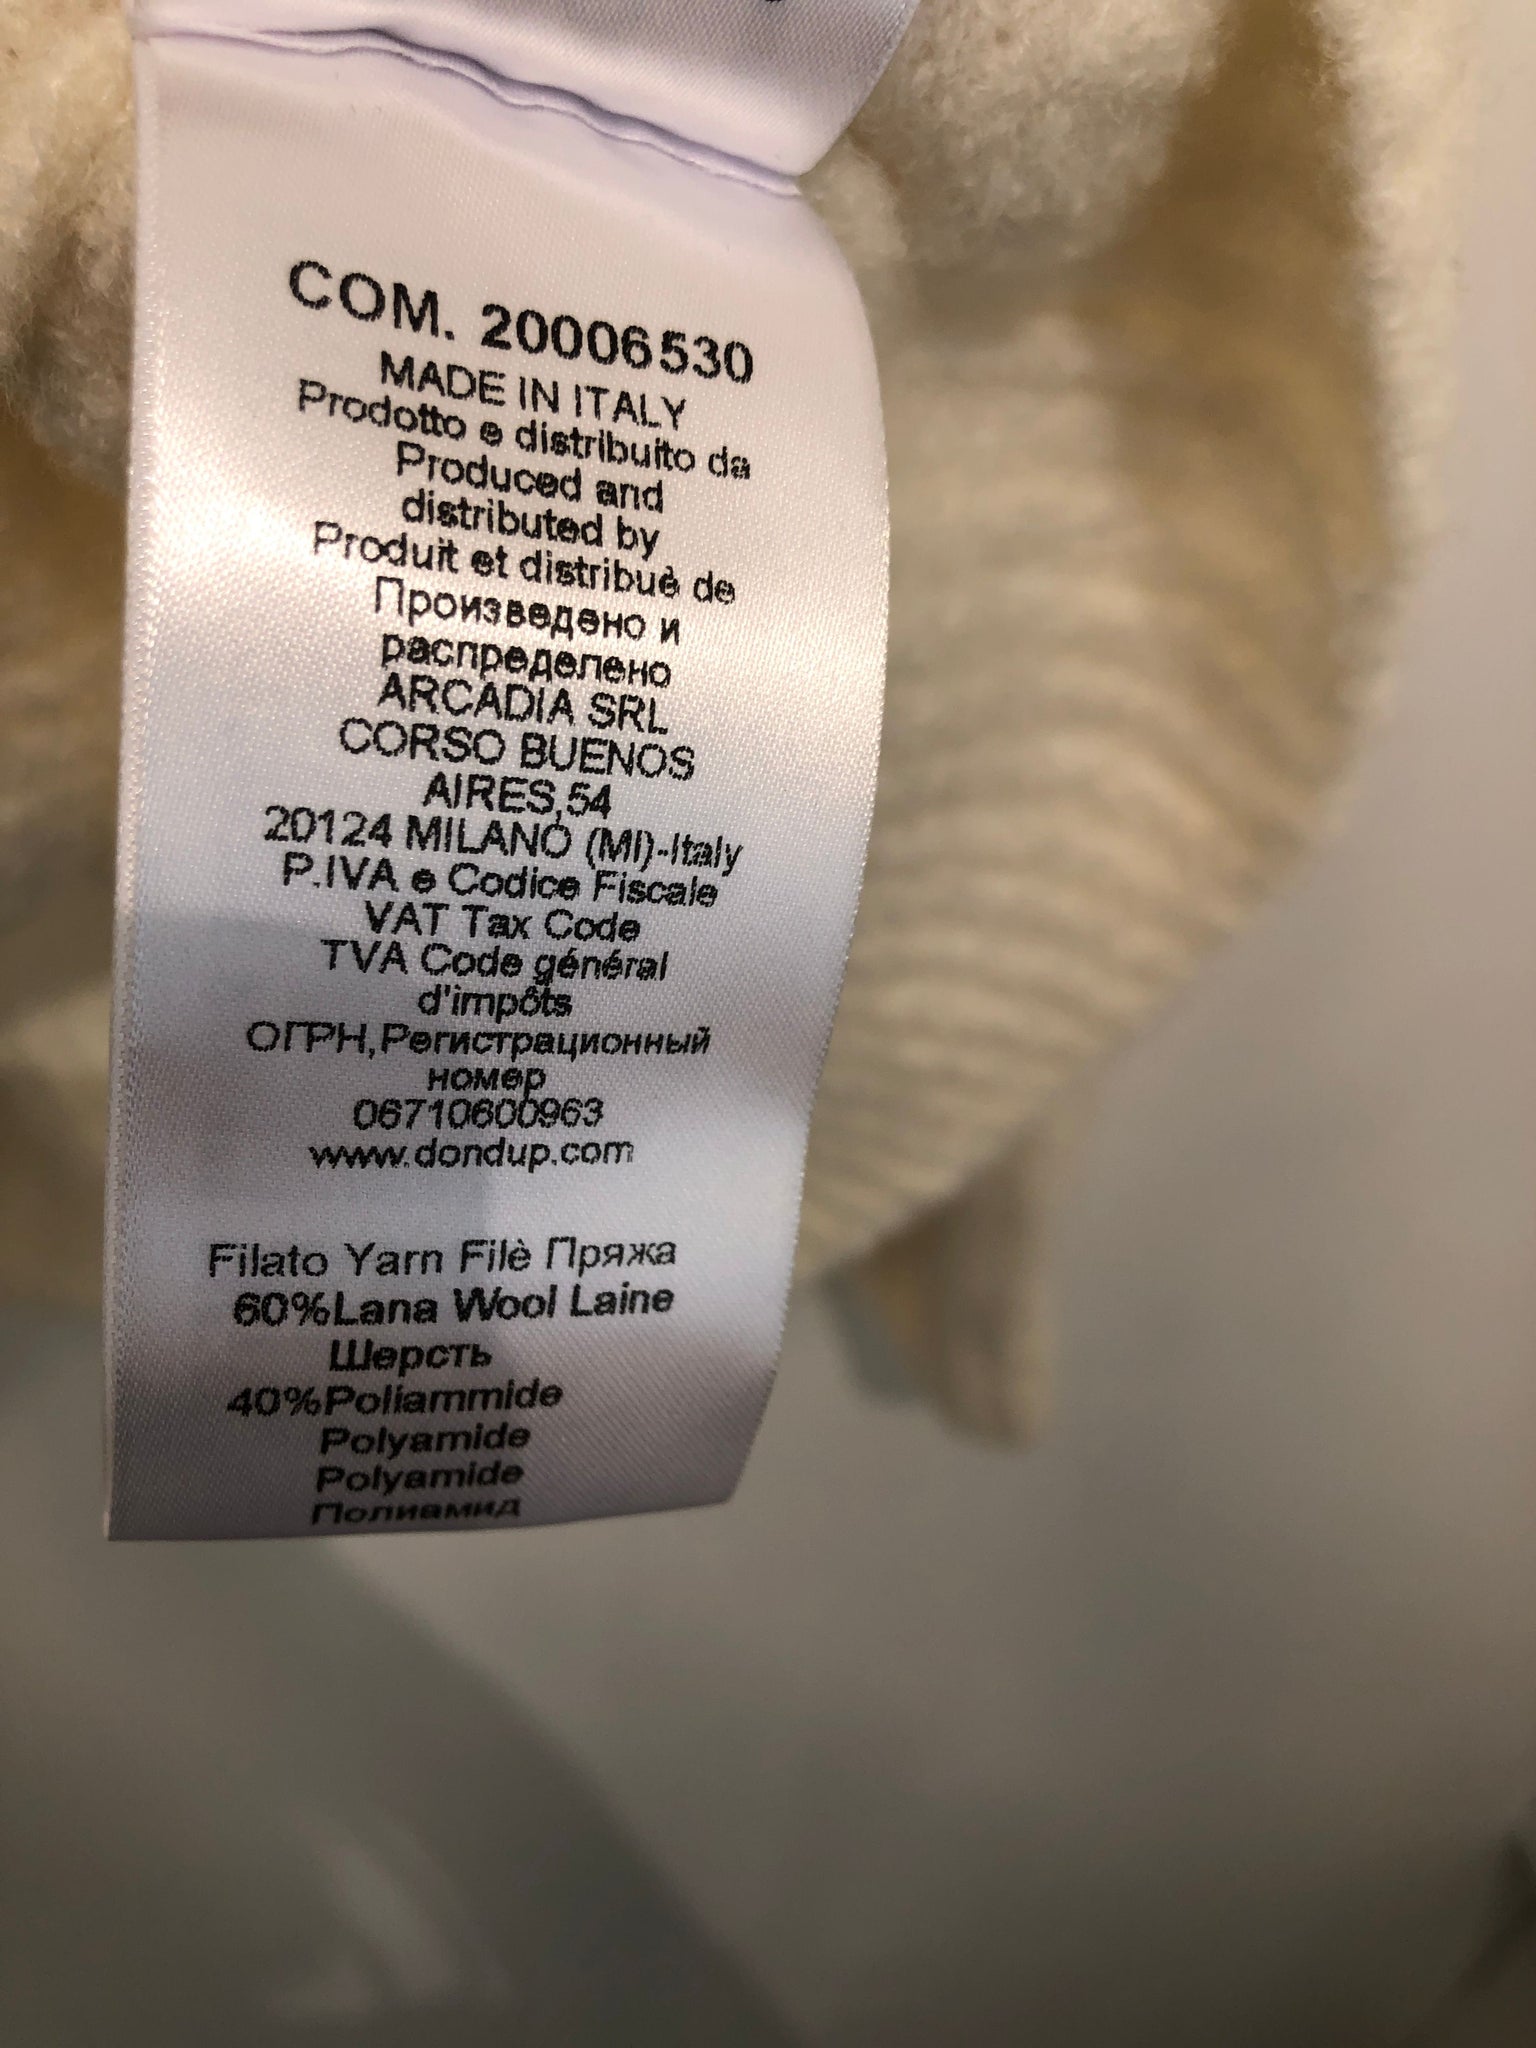 COM. 20006530
MADE IN ITALY
Prodotto e distribuito da
Produced and
distributed by
Produit et distribuè de
Произведено и
распределено
ARCADIA SRL
CORSO BUENOS
AIRES,54
20124 MILANO (MI)-Italy
P.IVA e Codice Fiscale
VAT Tax Code
TVA Code général
d'impôts
ОГРН,Регистрационный
номер
06710600963
www.dondup.com
Filato Yarn Filè Пряжа
60%Lana Wool Laine
Шерсть
40%Poliammide
Polyamide
Polyamide
Полиамид